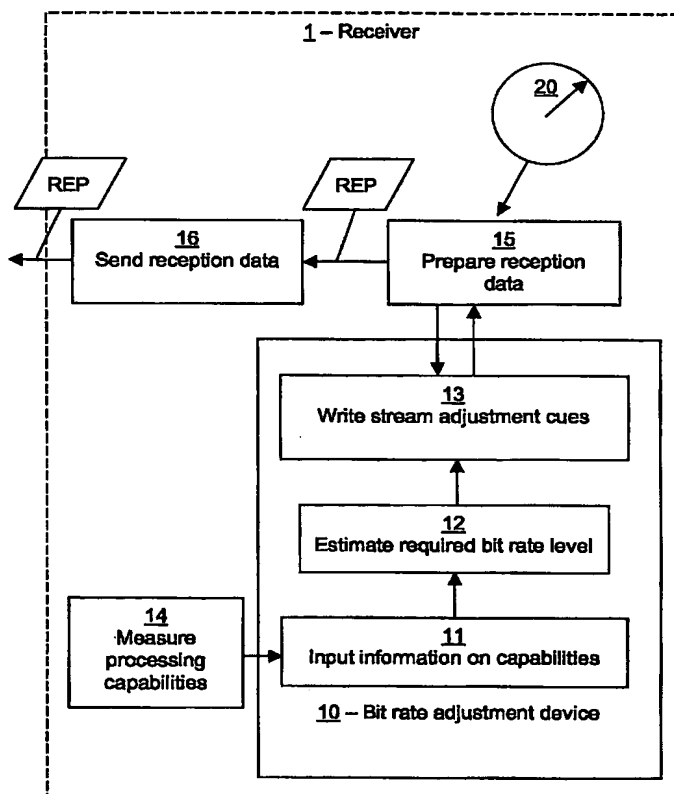 1 – Receiver
20
REP
REP
16
Send reception data
15
Prepare reception
data
13
Write stream adjustment cues
12
Estimate required bit rate level
14
Measure
processing
capabilities
11
Input information on capabilities
10 – Bit rate adjustment device